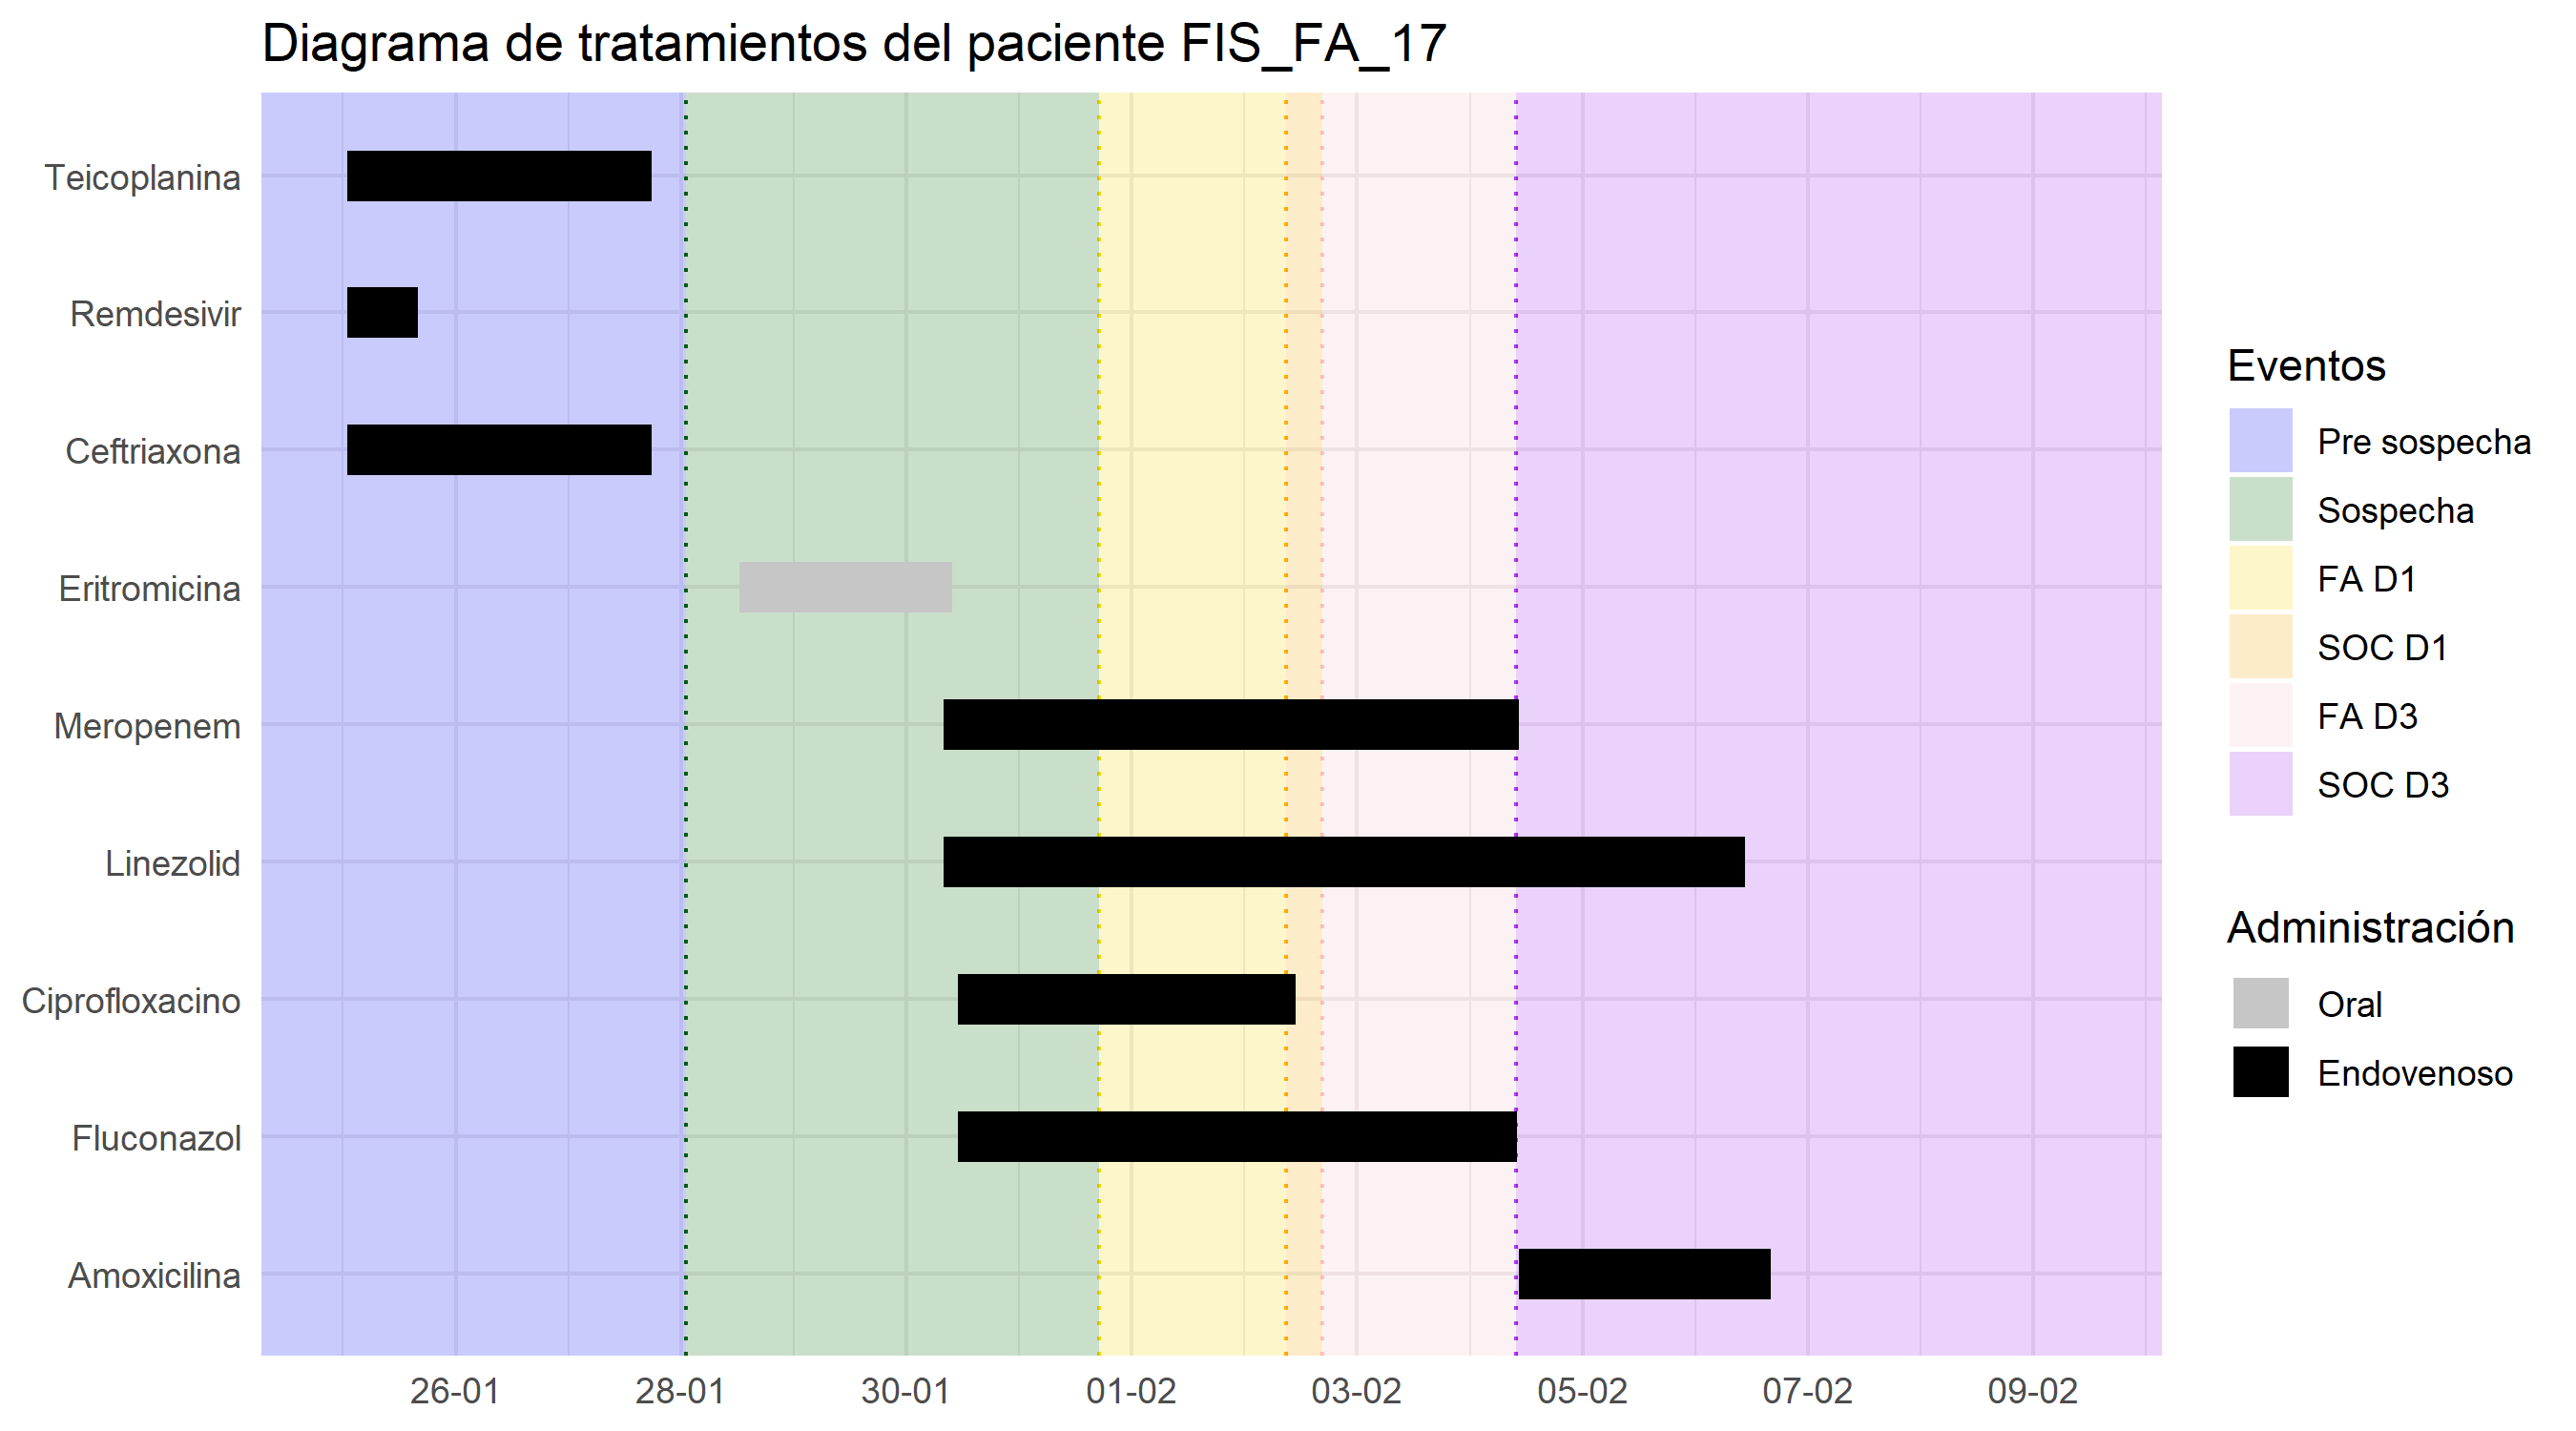 Diagrama de tratamientos del paciente FIS_FA_17
Teicoplanina
Remdesivir
Ceftriaxona
Eritromicina
Meropenem
Linezolid
Ciprofloxacino
Fluconazol
Amoxicilina
26-01
28-01
30-01
01-02
03-02
05-02
07-02
09-02
Eventos
Pre sospecha
Sospecha
FA D1
SOC D1
FA D3
SOC D3
Administración
Oral
Endovenoso